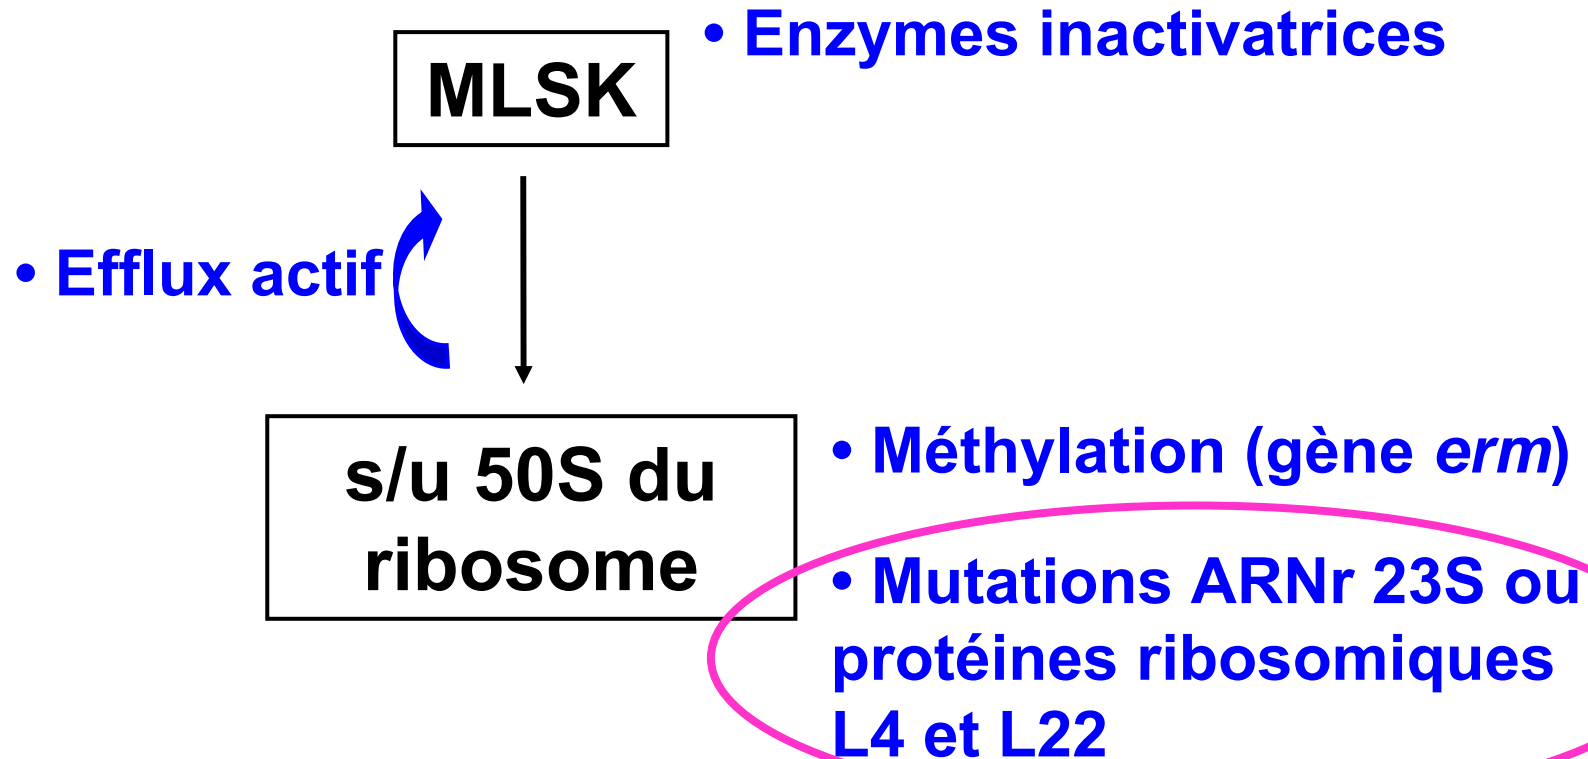 • Enzymes inactivatrices
MLSK
• Efflux actif
s/u 50S du
ribosome
• Méthylation (gène erm)
• Mutations ARNr 23S ou
protéines ribosomiques
L4 et L22